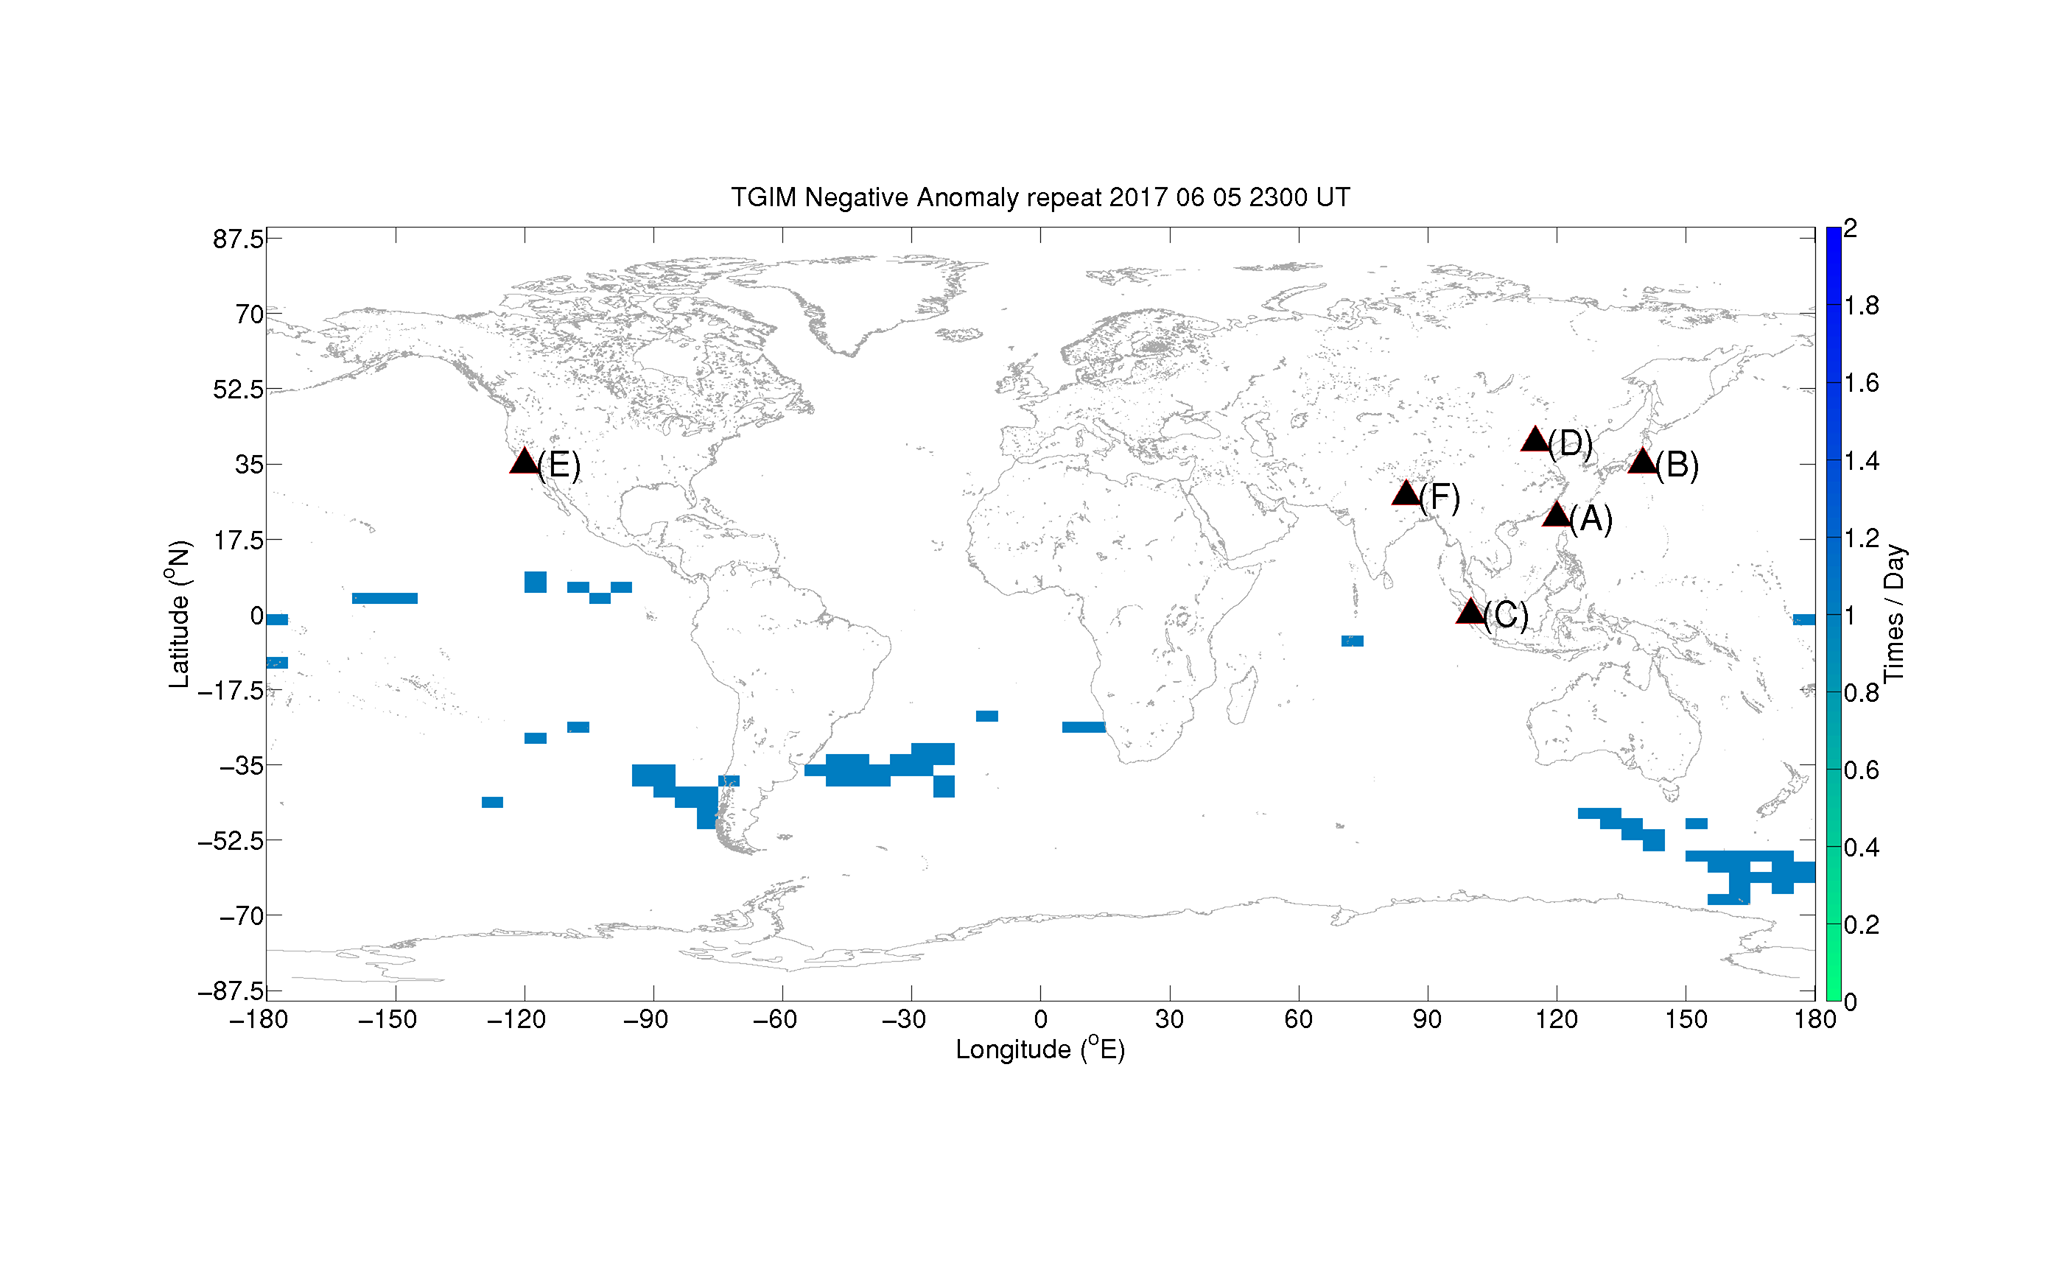 TGIM Negative Anomaly repeat 2017 06 05 2300 UT
87.5
70
52.5
35
17.5
0
−17.5
−35
−52.5
−70
−87.5
Latitude (°N)
−180 −150 −120 −90 −60 −30 0 30 60 90 120 150 180
Longitude (°E)
(E)
(D)
(B)
(F)
(A)
(C)
2
1.8
1.6
1.4
1.2
1
0.8
0.6
0.4
0.2
0
Times / Day